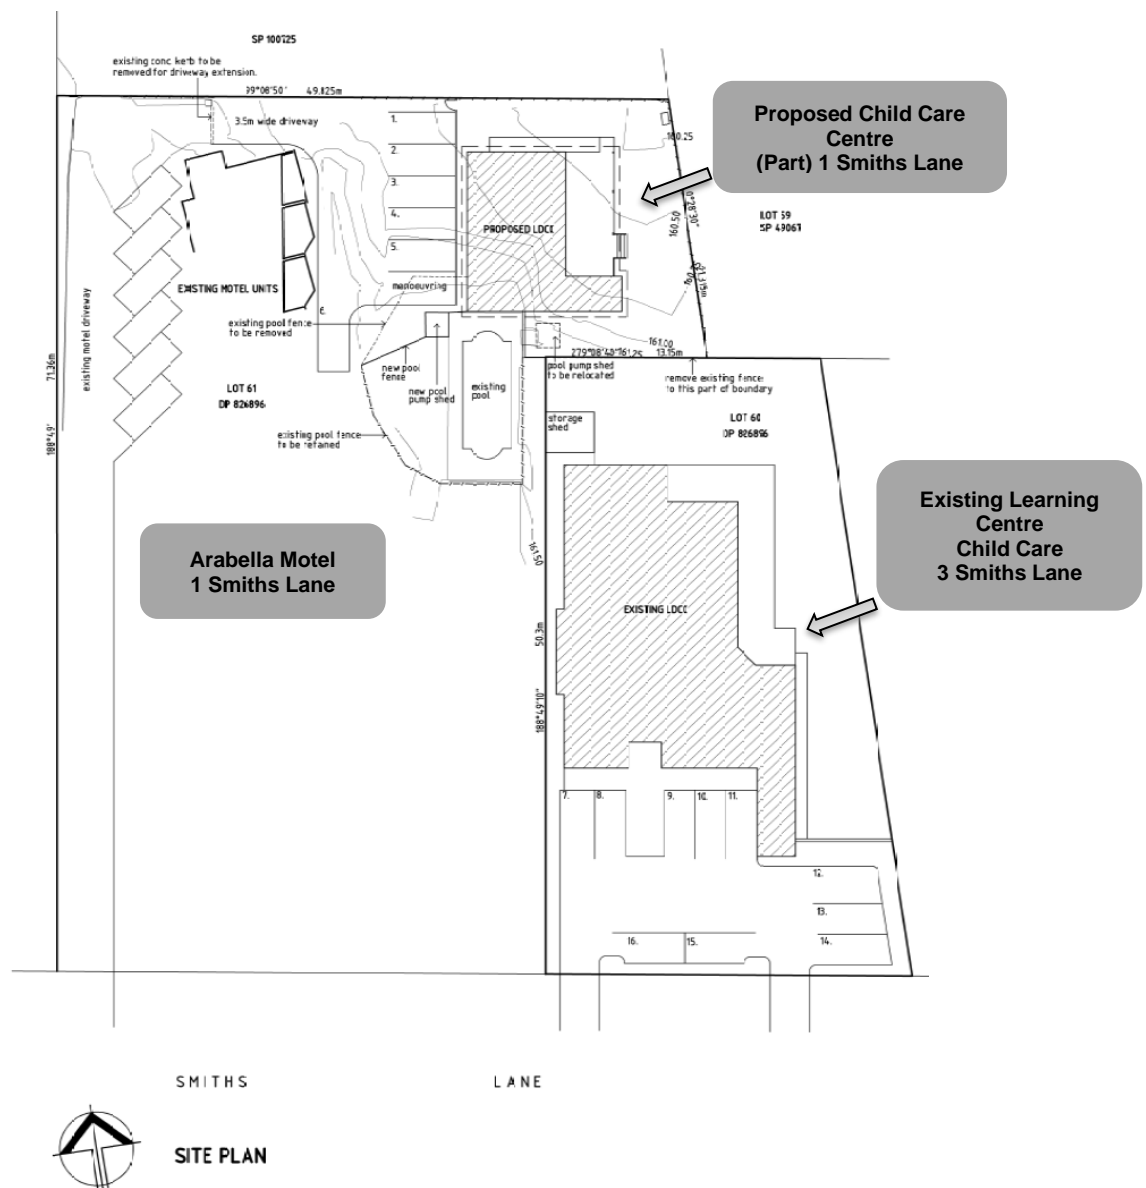 SP 100725
existing conc. kerb to be
removed for driveway extension.
99°08'50" 49.825m
3.5m wide driveway
1.
2.
3.
4.
5.
6.
Proposed Child Care
Centre
(Part) 1 Smiths Lane
160.25
LOT 59
SP 49067
160.50
PROPOSED LDCC
EXISTING MOTEL UNITS
manoeuvring
existing motel driveway
existing pool fence
to be removed
161.00
279°08'40"
161.25
13.15m
new pool
fence
new pool
pump shed
existing
pool
pool pump shed
to be relocated
remove existing fence
to this part of boundary
71.36m
188°49'
LOT 61
DP 826896
storage
shed
LOT 60
DP 826896
existing pool fence
to be retained
161.50
Arabella Motel
1 Smiths Lane
Existing Learning
Centre
Child Care
3 Smiths Lane
EXISTING LDCC
50.3m
188°49'10"
7.
8.
9.
10.
11.
12.
13.
14.
15.
16.
SMITHS LANE
SITE PLAN